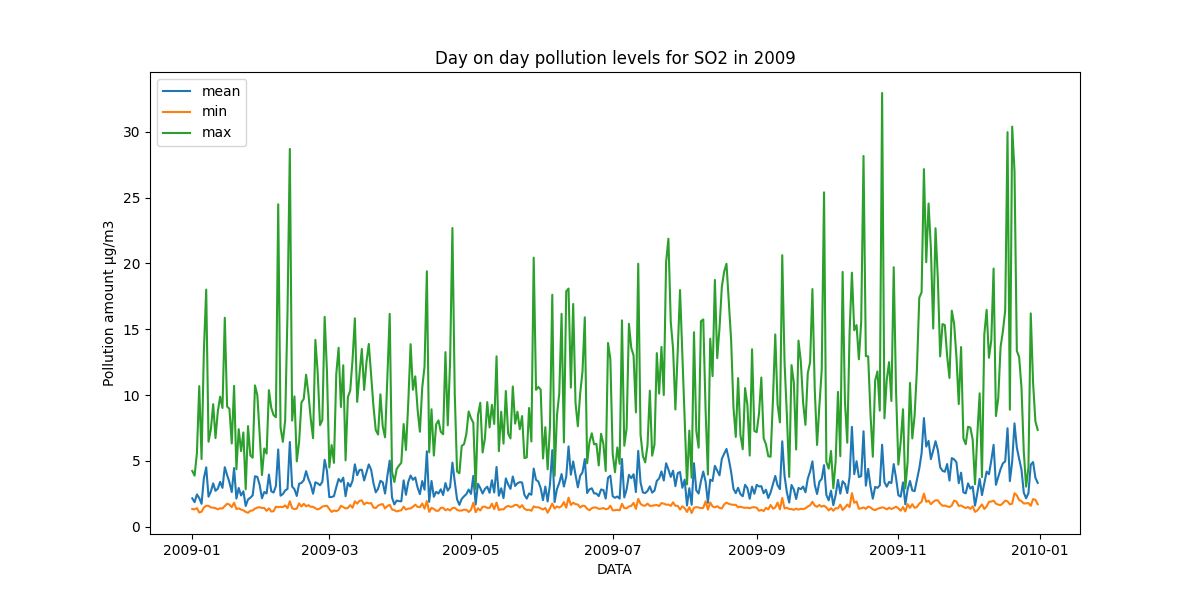 Day on day pollution levels for SO2 in 2009
mean
min
max
Pollution amount µg/m3
30
25
20
15
10
5
0
2009-01
2009-03
2009-05
2009-07
2009-09
2009-11
2010-01
DATA